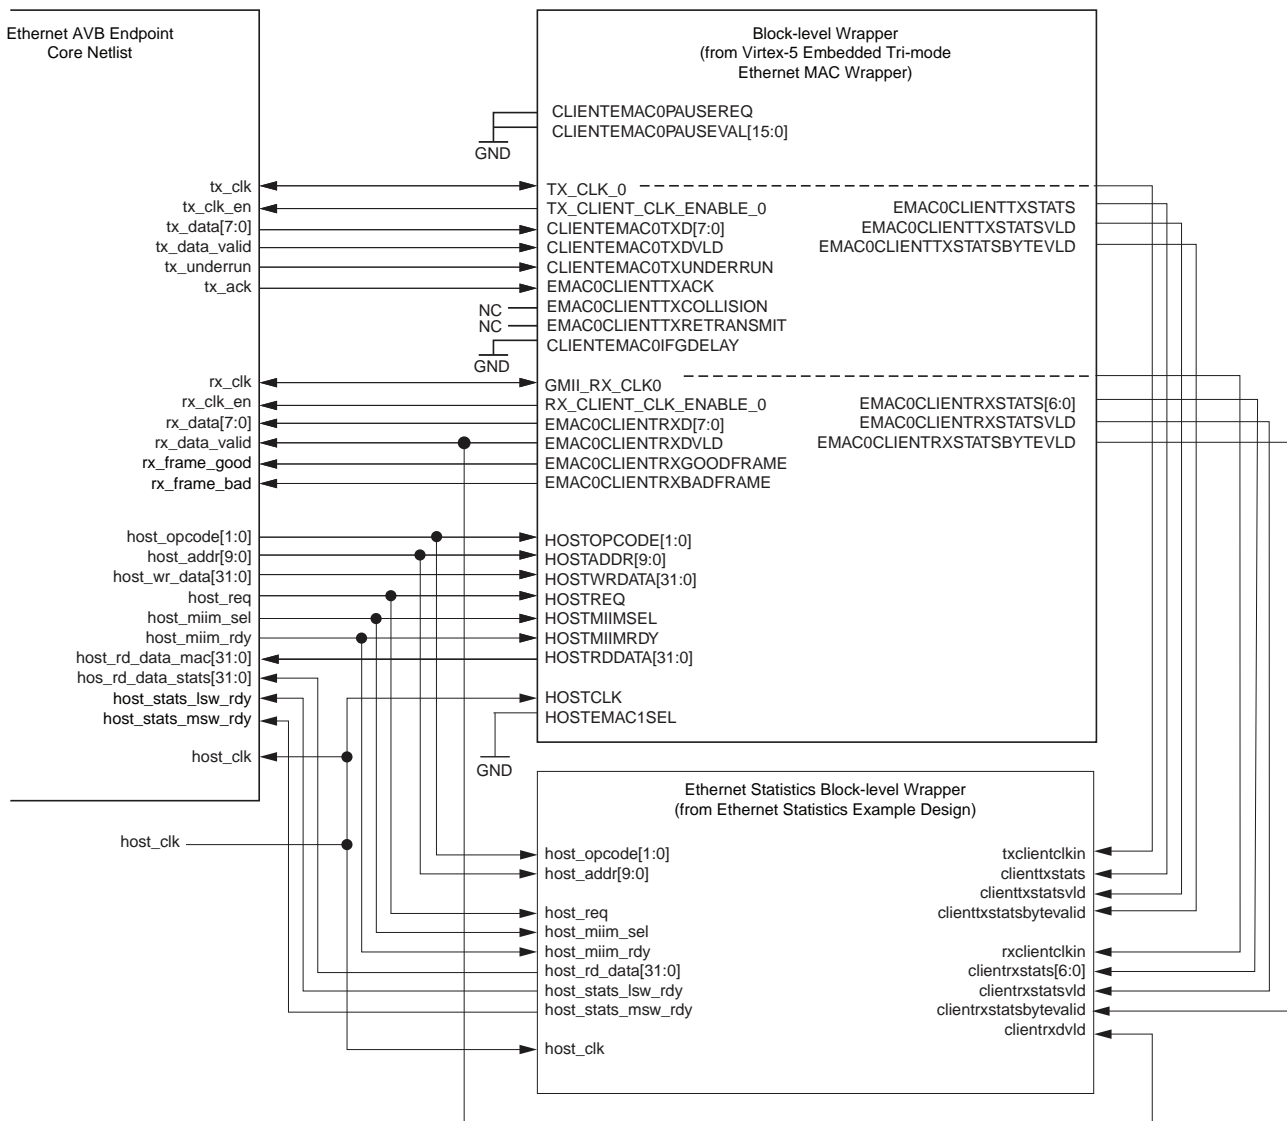 Ethernet AVB Endpoint
Core Netlist
Block-level Wrapper
(from Virtex-5 Embedded Tri-mode
Ethernet MAC Wrapper)
CLIENTEMAC0PAUSEREQ
CLIENTEMAC0PAUSEVAL[15:0]
GND
tx_clk
tx_clk_en
tx_data[7:0]
tx_data_valid
tx_underrun
tx_ack
TX_CLK_0
TX_CLIENT_CLK_ENABLE_0
CLIENTEMAC0TXD[7:0]
CLIENTEMAC0TXDVLD
CLIENTEMAC0TXUNDERRUN
EMAC0CLIENTTXACK
NC EMAC0CLIENTTXCOLLISION
NC EMAC0CLIENTTXRETRANSMIT
CLIENTEMAC0IFGDELAY
GND
EMAC0CLIENTTXSTATS
EMAC0CLIENTTXSTATSVLD
EMAC0CLIENTTXSTATSBYTEVLD
rx_clk
rx_clk_en
rx_data[7:0]
rx_data_valid
rx_frame_good
rx_frame_bad
GMII_RX_CLK0
RX_CLIENT_CLK_ENABLE_0
EMAC0CLIENTRXD[7:0]
EMAC0CLIENTRXDVLD
EMAC0CLIENTRXGOODFRAME
EMAC0CLIENTRXBADFRAME
EMAC0CLIENTRXSTATS[6:0]
EMAC0CLIENTRXSTATSVLD
EMAC0CLIENTRXSTATSBYTEVLD
host_opcode[1:0]
host_addr[9:0]
host_wr_data[31:0]
host_req
host_miim_sel
host_miim_rdy
host_rd_data_mac[31:0]
hos_rd_data_stats[31:0]
host_stats_lsw_rdy
host_stats_msw_rdy
host_clk
HOSTOPCODE[1:0]
HOSTADDR[9:0]
HOSTWRDATA[31:0]
HOSTREQ
HOSTMIIMSEL
HOSTMIIMRDY
HOSTRDDATA[31:0]
HOSTCLK
HOSTEMAC1SEL
GND
host_clk
Ethernet Statistics Block-level Wrapper
(from Ethernet Statistics Example Design)
host_opcode[1:0]
host_addr[9:0]
host_req
host_miim_sel
host_miim_rdy
host_rd_data[31:0]
host_stats_lsw_rdy
host_stats_msw_rdy
host_clk
txclientclkin
clienttxstats
clienttxstatsvld
clienttxstatsbytevalid
rxclientclkin
clientrxstats[6:0]
clientrxstatsvld
clientrxstatsbytevalid
clientrxdvld